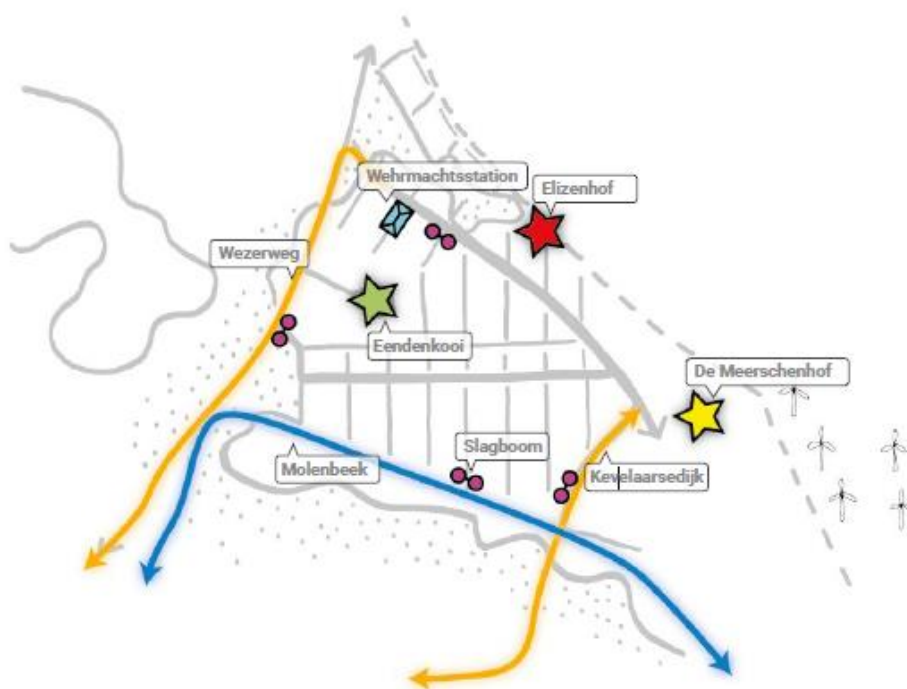 Wehrmachtsstation
Elizenhof
Wezerweg
Eendenkooi
De Meerschenhof
Slagboom
Molenbeek
Kevelaarsedijk